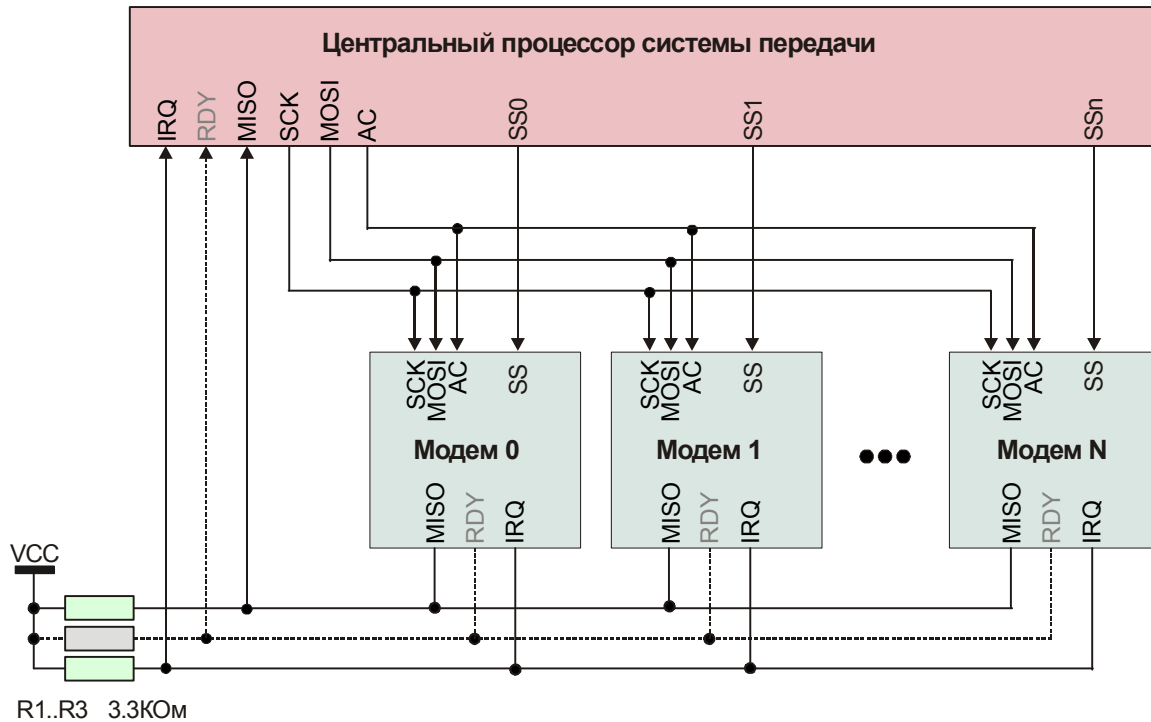 Центральный процессор системы передачи
IRQ RDY MISO SCK MOSI AC SS0 SS1 SSn
SCK MOSI AC SS SCK MOSI AC SS SCK MOSI AC SS
Модем 0 Модем 1 Модем N
MISO RDY IRQ MISO RDY IRQ MISO RDY IRQ
VCC
R1..R3 3.3КОм